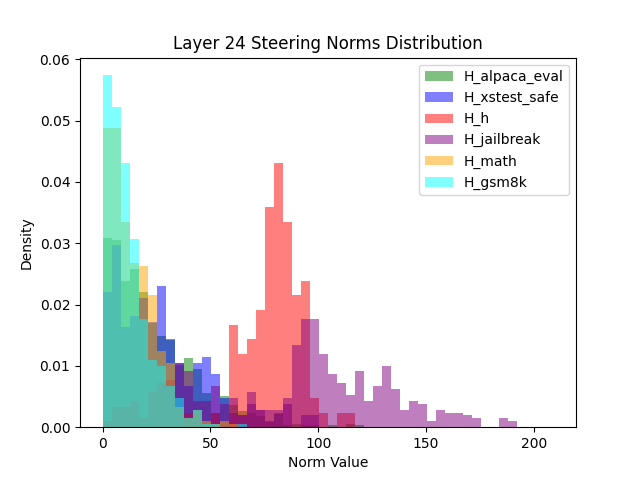 Layer 24 Steering Norms Distribution
0.06
0.05
0.04
0.03
0.02
0.01
0.00
Density
H_alpaca_eval
H_xstest_safe
H_h
H_jailbreak
H_math
H_gsm8k
0
50
100
150
200
Norm Value